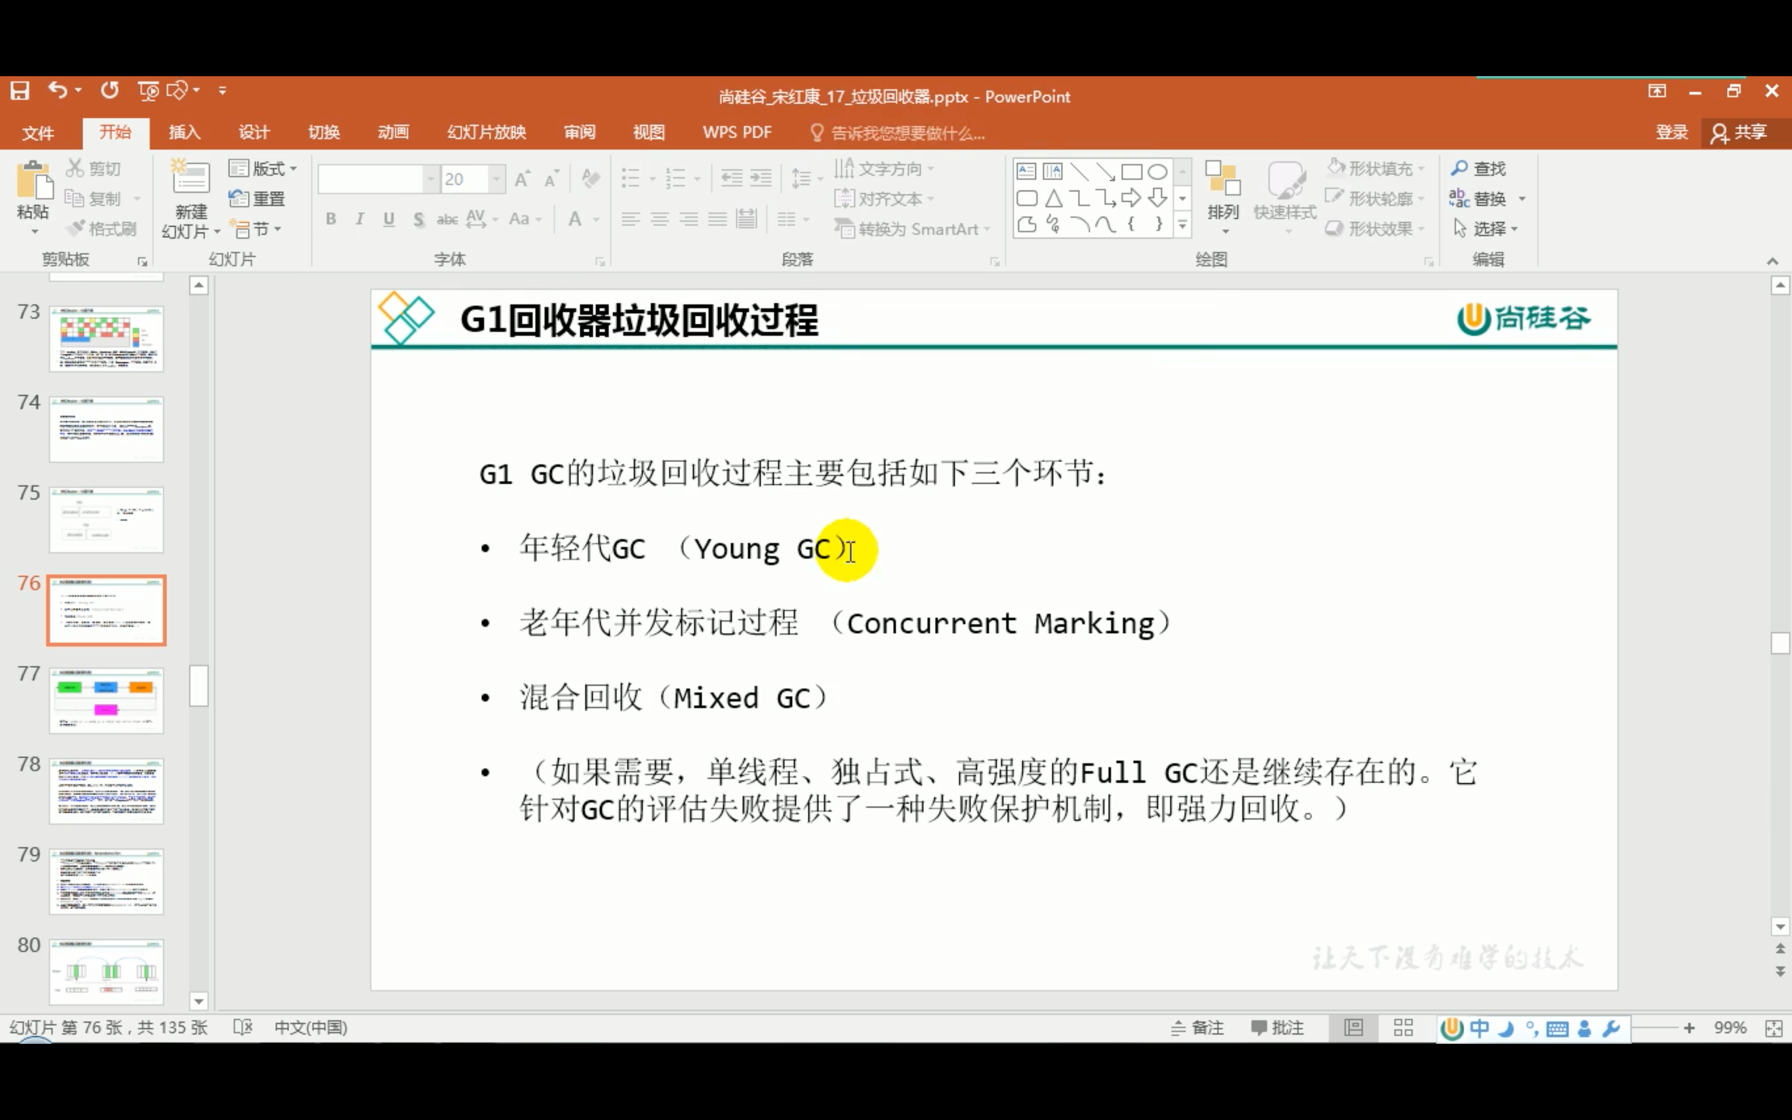 尚硅谷_宋红康_17_垃圾回收器.pptx - PowerPoint
文件 开始 插入 设计 切换 动画 幻灯片放映 审阅 视图 WPS PDF 告诉我您想要做什么... 登录 共享
剪切 版式 20 文字方向 形状填充 查找
粘贴 复制 新建 重置 对齐文本 排列 快速样式 形状轮廓 替换
格式刷 幻灯片 节 B I U S abc AV Aa A 转换为 SmartArt 形状效果 选择
剪贴板 幻灯片 字体 段落 绘图 编辑
73
74
75
76
77
78
79
80
G1回收器垃圾回收过程
尚硅谷
G1 GC的垃圾回收过程主要包括如下三个环节：
• 年轻代GC （Young GC）
• 老年代并发标记过程 （Concurrent Marking）
• 混合回收（Mixed GC）
• （如果需要，单线程、独占式、高强度的Full GC还是继续存在的。它
针对GC的评估失败提供了一种失败保护机制，即强力回收。）
让天下没有难学的技术
幻灯片 第 76 张，共 135 张 中文(中国) 备注 批注 中 99%